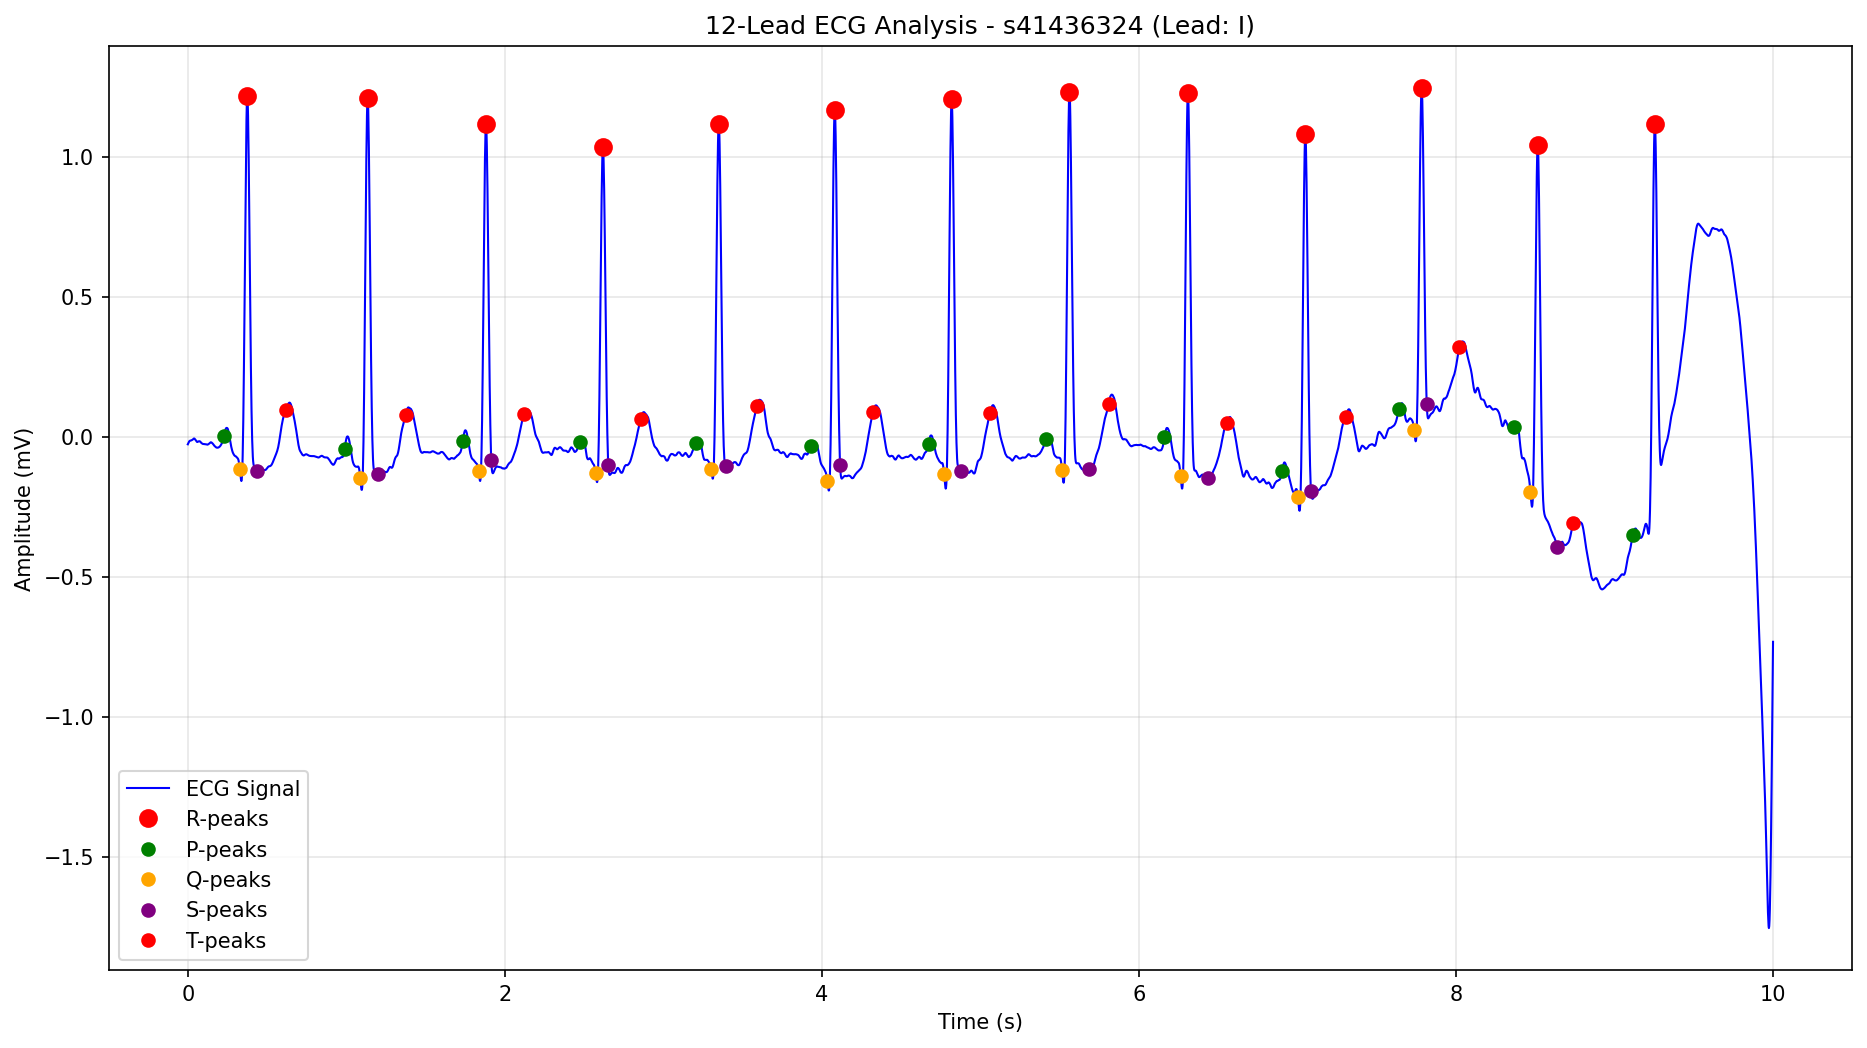 12-Lead ECG Analysis - s41436324 (Lead: I)
Amplitude (mV)
1.0
0.5
0.0
−0.5
−1.0
−1.5
ECG Signal
R-peaks
P-peaks
Q-peaks
S-peaks
T-peaks
0 2 4 6 8 10
Time (s)